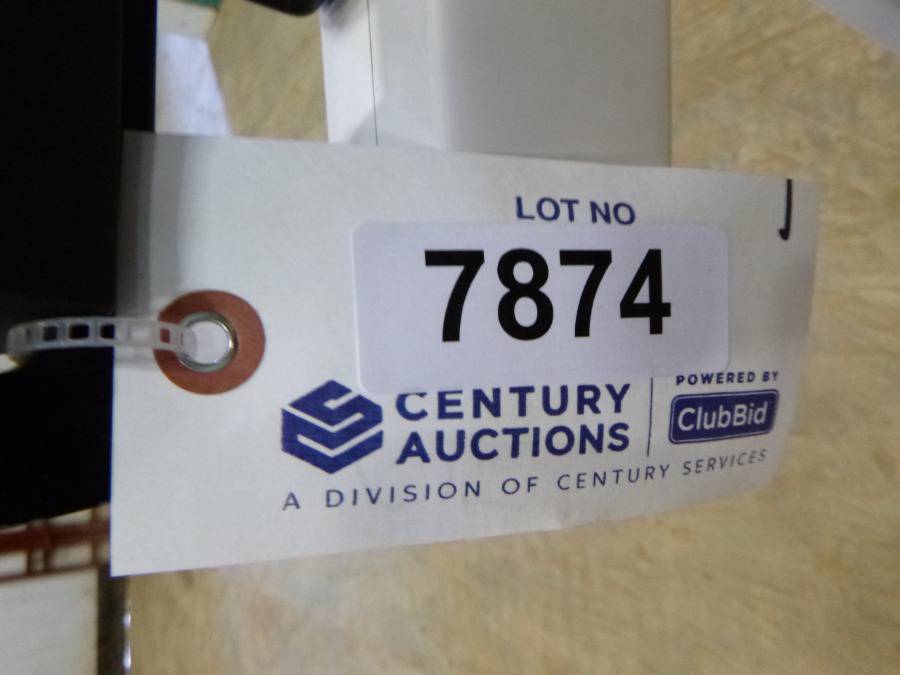 LOT NO
7874
CENTURY
AUCTIONS
POWERED BY
ClubBid
A DIVISION OF CENTURY SERVICES